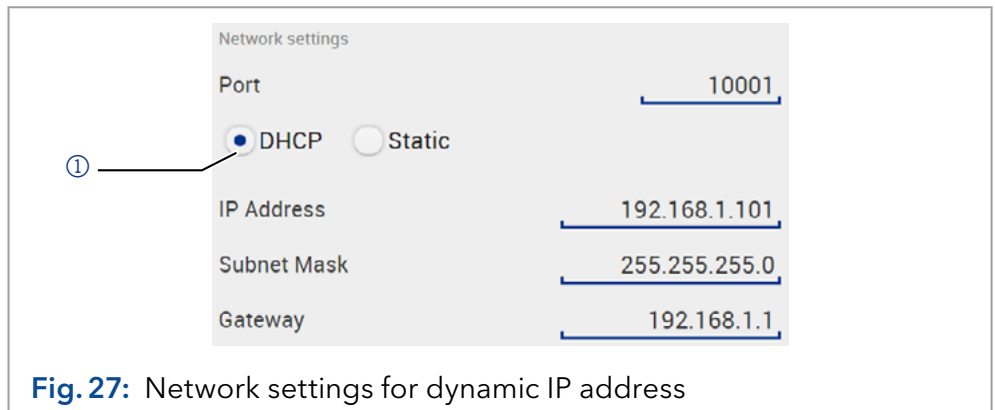 Network settings
Port 10001
DHCP Static
①
IP Address 192.168.1.101
Subnet Mask 255.255.255.0
Gateway 192.168.1.1
Fig. 27: Network settings for dynamic IP address